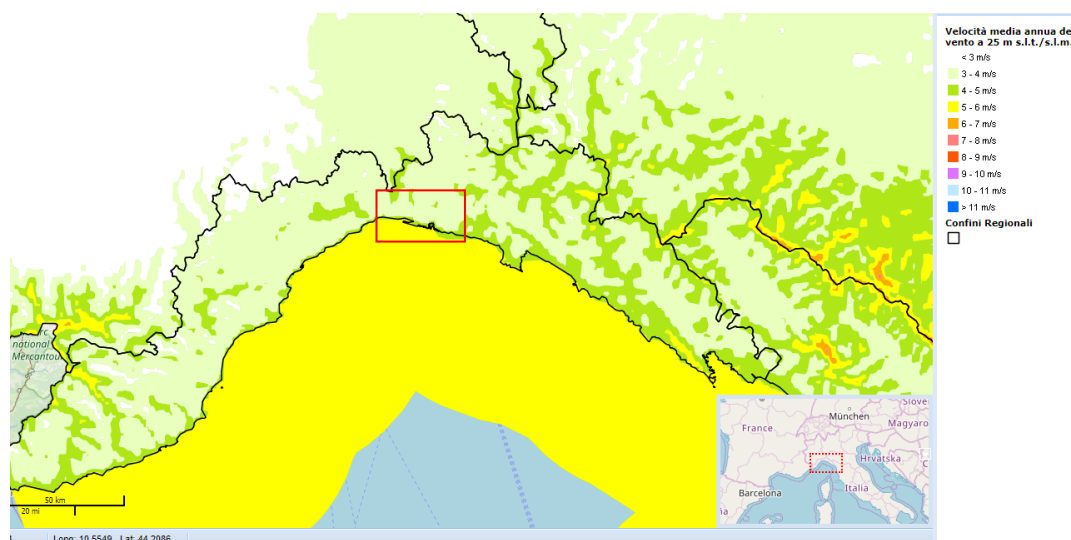 Velocità media annua de
vento a 25 m s.l.t./s.l.m.
< 3 m/s
3 - 4 m/s
4 - 5 m/s
5 - 6 m/s
6 - 7 m/s
7 - 8 m/s
8 - 9 m/s
9 - 10 m/s
10 - 11 m/s
> 11 m/s
Confini Regionali
national
Mercantou
München
France
Magyaro
Hrvatska
Italia
Barcelona
50 km
20 mi
Long: 10.5549 Lat: 44.2086